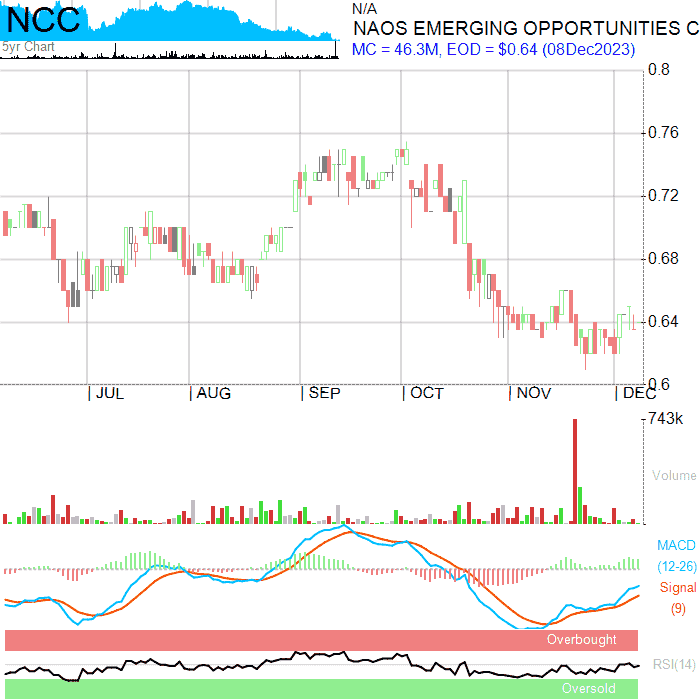 NCC
5yr Chart
N/A
NAOS EMERGING OPPORTUNITIES C
MC = 46.3M, EOD = $0.64 (08Dec2023)
0.8
0.76
0.72
0.68
0.64
0.6
JUL AUG SEP OCT NOV DEC
743k
Volume
MACD
(12-26)
Signal
(9)
Overbought
RSI(14)
Oversold